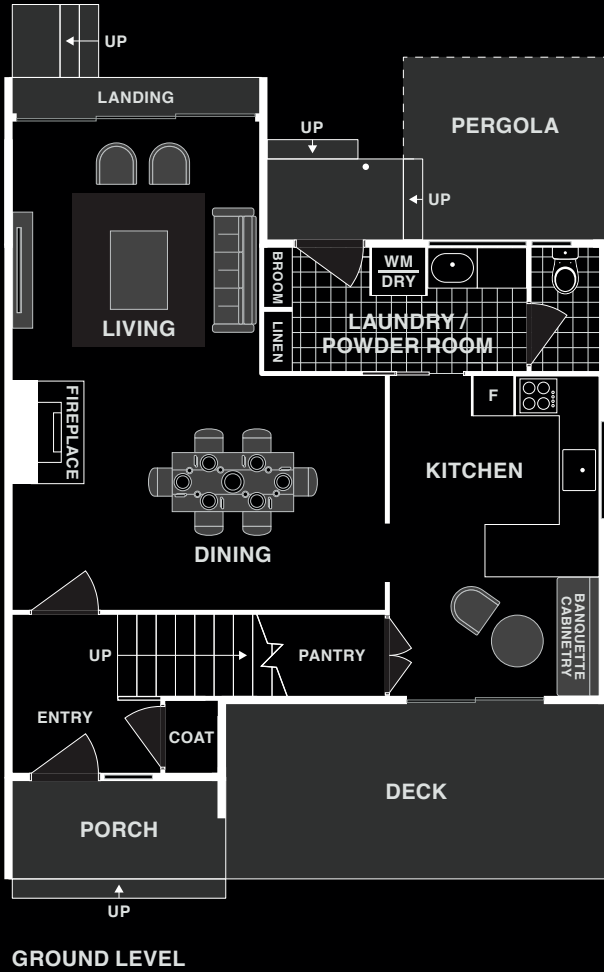 UP
LANDING
UP
PERGOLA
UP
BROOM
WM
DRY
LINEN
LIVING
LAUNDRY /
POWDER ROOM
FIREPLACE
F
KITCHEN
DINING
BANQUETTE
CABINETRY
UP
PANTRY
ENTRY
COAT
DECK
PORCH
UP
GROUND LEVEL